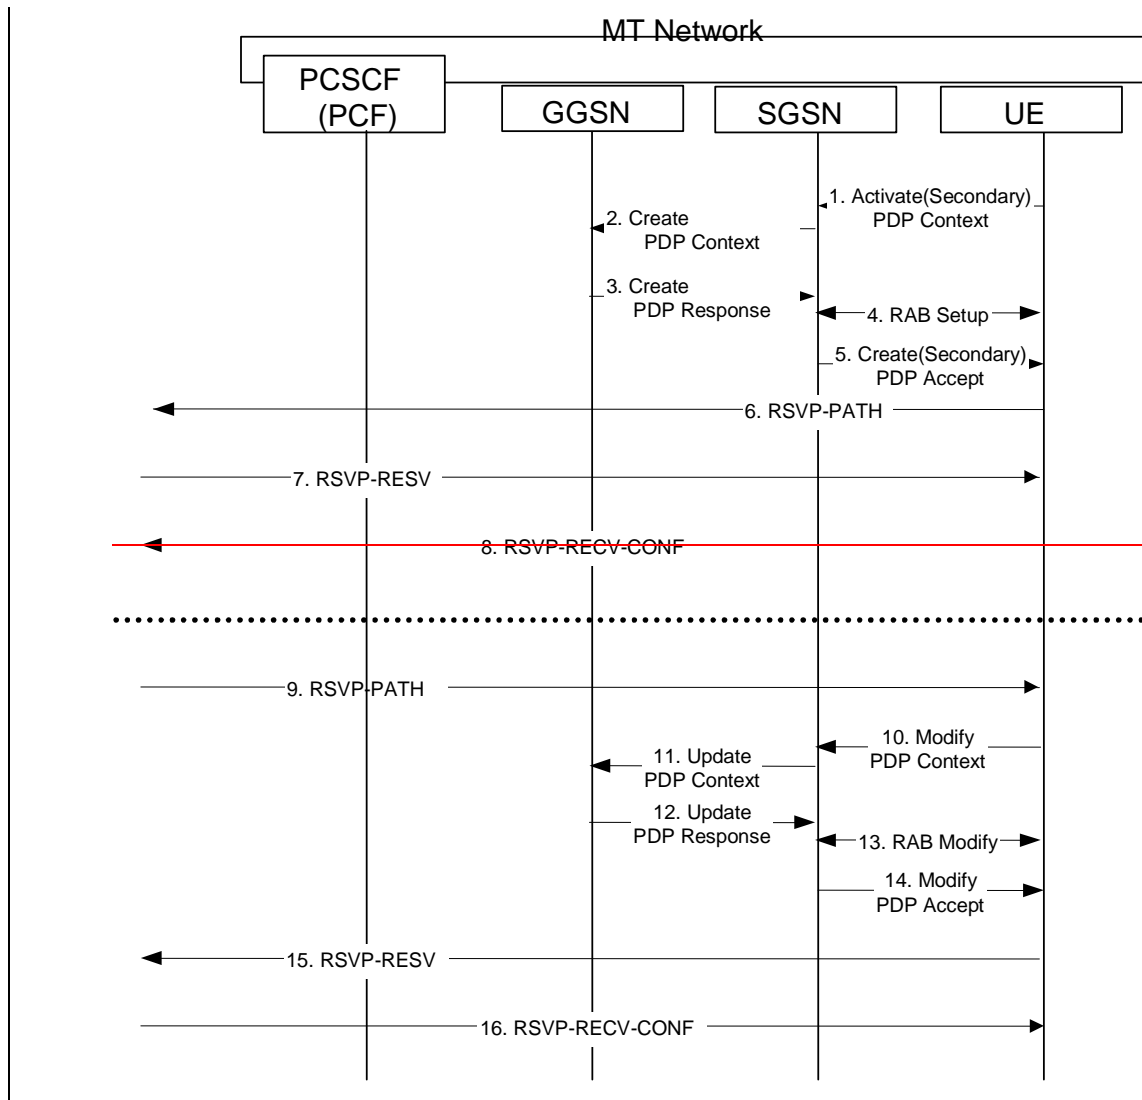 MT Network
PCSCF
(PCF)
GGSN
SGSN
UE
1. Activate(Secondary)
PDP Context
2. Create
PDP Context
3. Create
PDP Response
4. RAB Setup
5. Create(Secondary)
PDP Accept
6. RSVP-PATH
7. RSVP-RESV
8. RSVP-RECV-CONF
9. RSVP-PATH
10. Modify
PDP Context
11. Update
PDP Context
12. Update
PDP Response
13. RAB Modify
14. Modify
PDP Accept
15. RSVP-RESV
16. RSVP-RECV-CONF